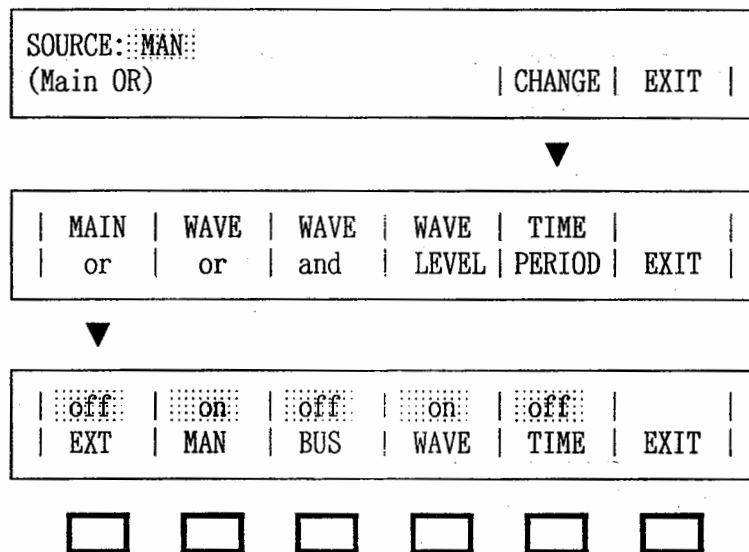 SOURCE: MAN
(Main OR) | CHANGE | EXIT |
| MAIN | WAVE | WAVE | WAVE | TIME | |
| or | or | and | LEVEL | PERIOD | EXIT |
| off | on | off | on | off | |
| EXT | MAN | BUS | WAVE | TIME | EXIT |